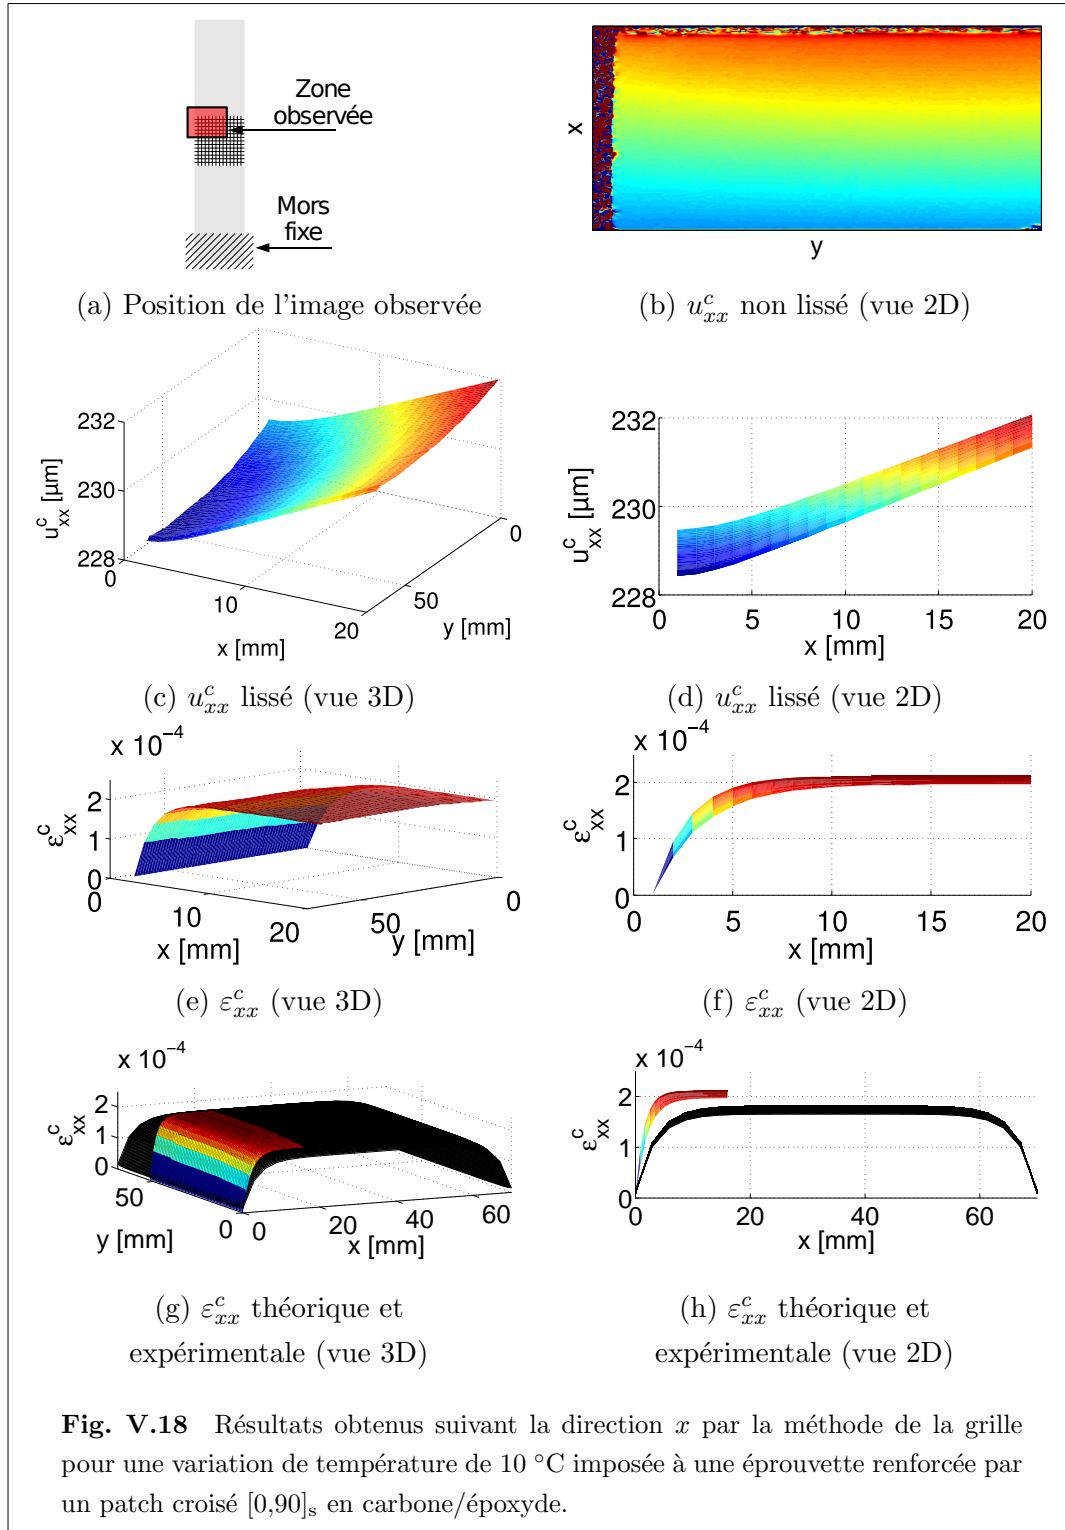 Zone
observée
Mors
fixe
x
y
(a) Position de l'image observée
(b) u^c_xx non lissé (vue 2D)
232
230
228
u^c_xx [µm]
0
10
20
x [mm]
0
50
y [mm]
232
230
228
u^c_xx [µm]
0 5 10 15 20
x [mm]
(c) u^c_xx lissé (vue 3D)
(d) u^c_xx lissé (vue 2D)
x 10^−4
2
1
0
ε^c_xx
0
10
20
x [mm]
50
0
y [mm]
x 10^−4
2
1
0
ε^c_xx
0 5 10 15 20
x [mm]
(e) ε^c_xx (vue 3D)
(f) ε^c_xx (vue 2D)
x 10^−4
2
1
0
ε^c_xx
50
0
y [mm]
0 20 40 60
x [mm]
x 10^−4
2
1
0
ε^c_xx
0 20 40 60
x [mm]
(g) ε^c_xx théorique et
expérimentale (vue 3D)
(h) ε^c_xx théorique et
expérimentale (vue 2D)
Fig. V.18 Résultats obtenus suivant la direction x par la méthode de la grille
pour une variation de température de 10 °C imposée à une éprouvette renforcée par
un patch croisé [0,90]_s en carbone/époxyde.